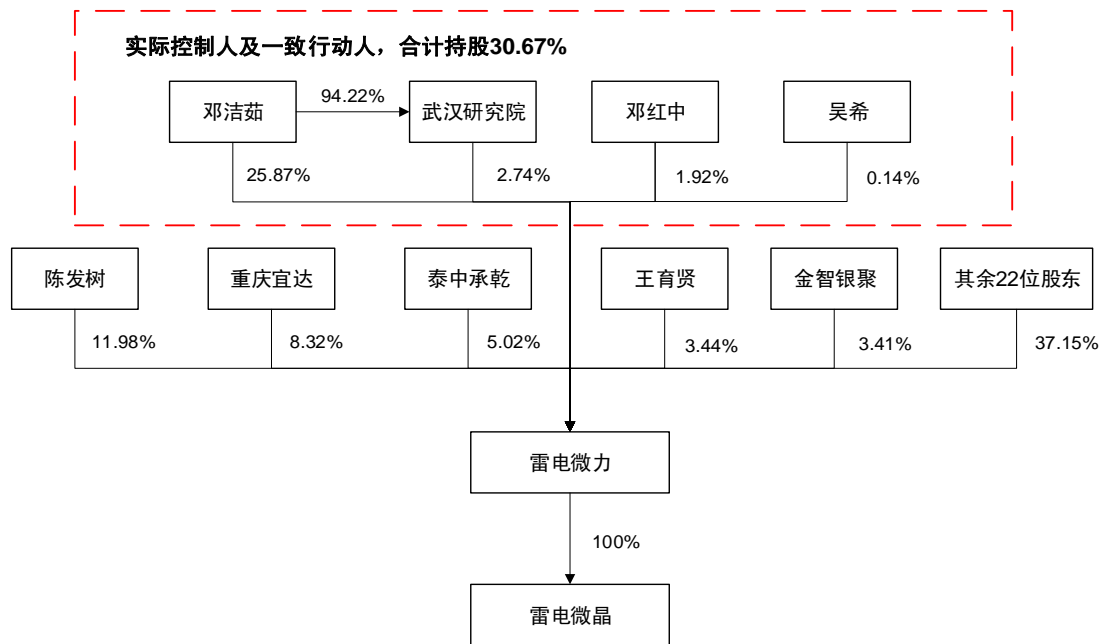 实际控制人及一致行动人，合计持股30.67%
邓洁茹
94.22%
武汉研究院
邓红中
吴希
25.87%
2.74%
1.92%
0.14%
陈发树
重庆宜达
泰中承乾
王育贤
金智银聚
其余22位股东
11.98%
8.32%
5.02%
3.44%
3.41%
37.15%
雷电微力
100%
雷电微晶